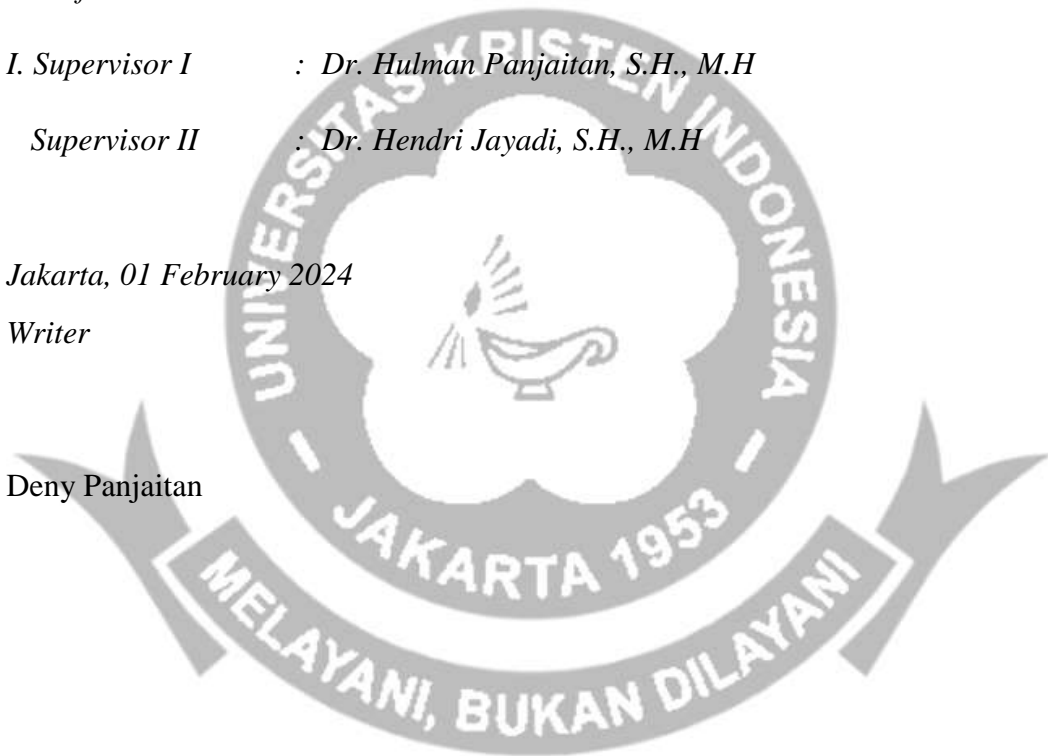 I. Supervisor I : Dr. Hulman Panjaitan, S.H., M.H
Supervisor II : Dr. Hendri Jayadi, S.H., M.H
Jakarta, 01 February 2024
Writer
Deny Panjaitan
UNIVERSITAS KRISTEN INDONESIA
JAKARTA 1953
MELAYANI, BUKAN DILAYANI